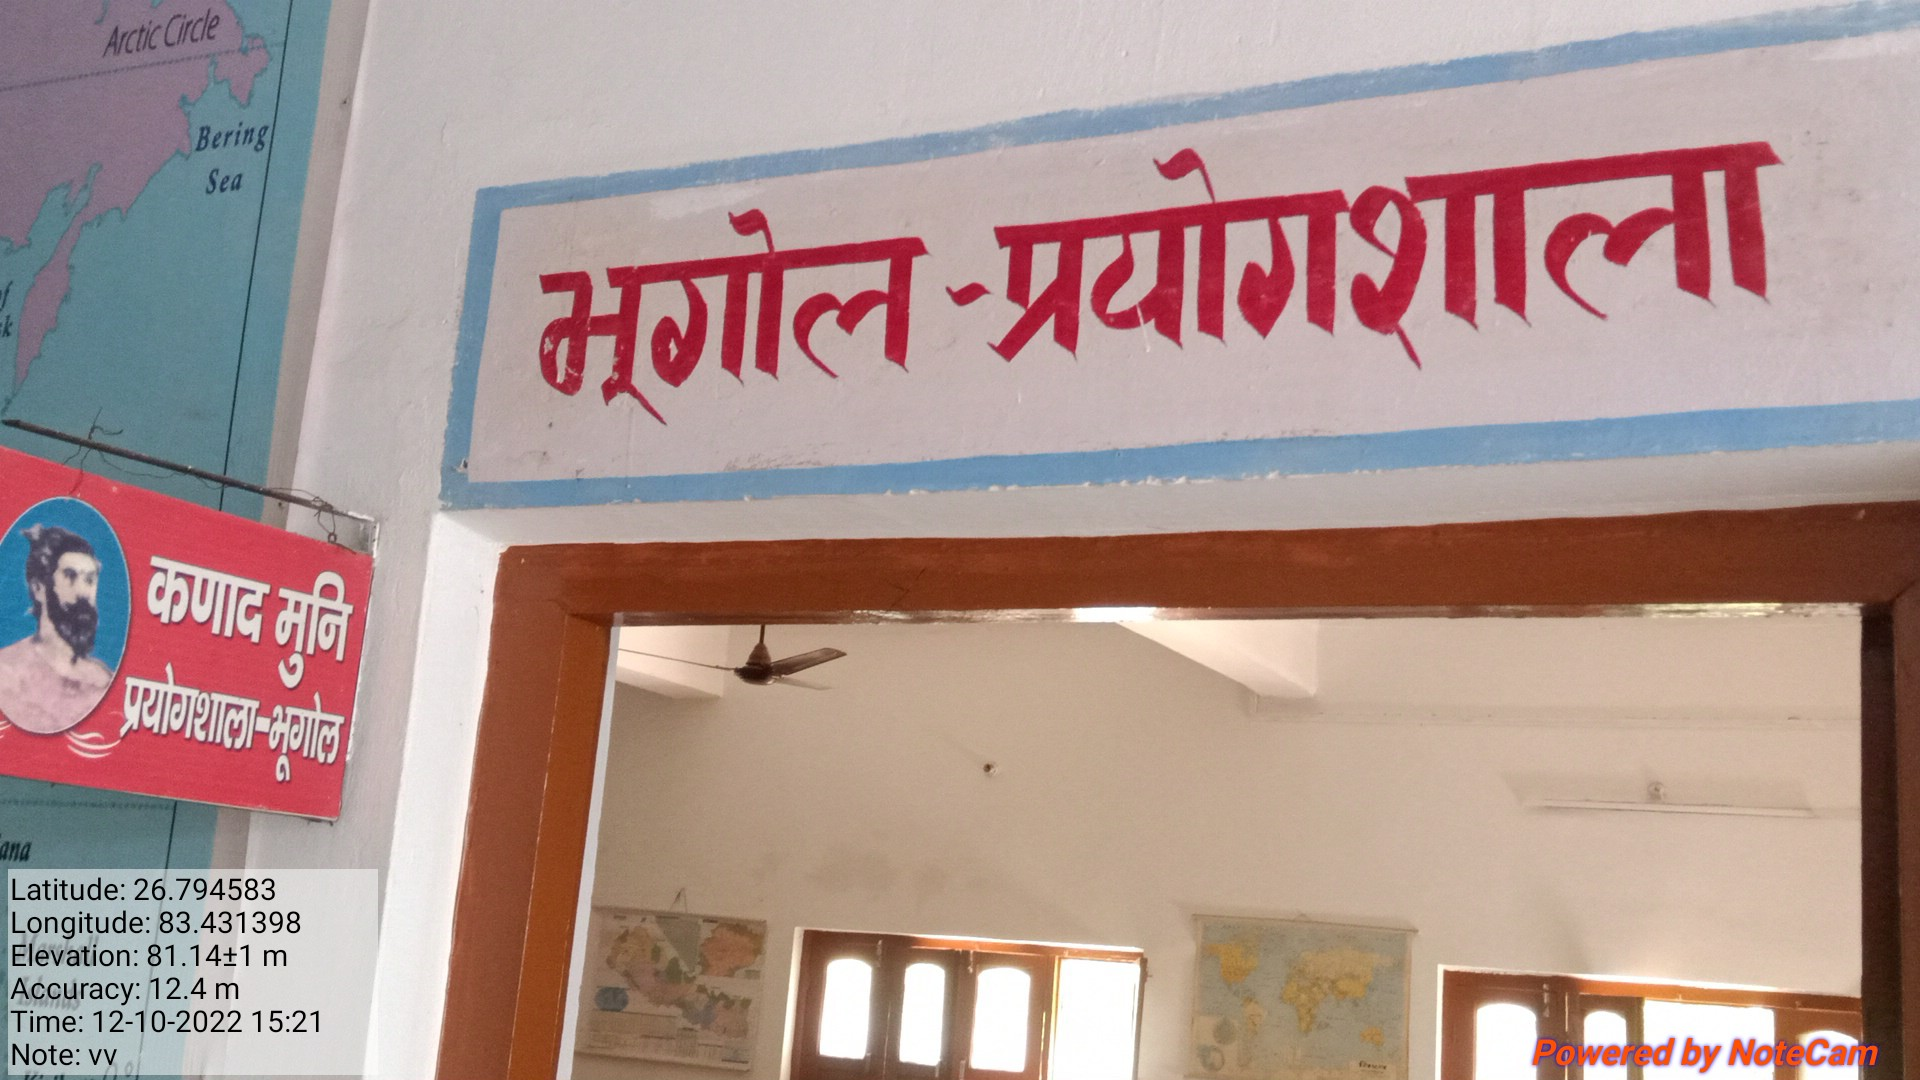 Arctic Circle
Bering
Sea
भूगोल-प्रयोगशाला
कणाद मुनि
प्रयोगशाला-भूगोल
Latitude: 26.794583
Longitude: 83.431398
Elevation: 81.14±1 m
Accuracy: 12.4 m
Time: 12-10-2022 15:21
Note: vv
Powered by NoteCam